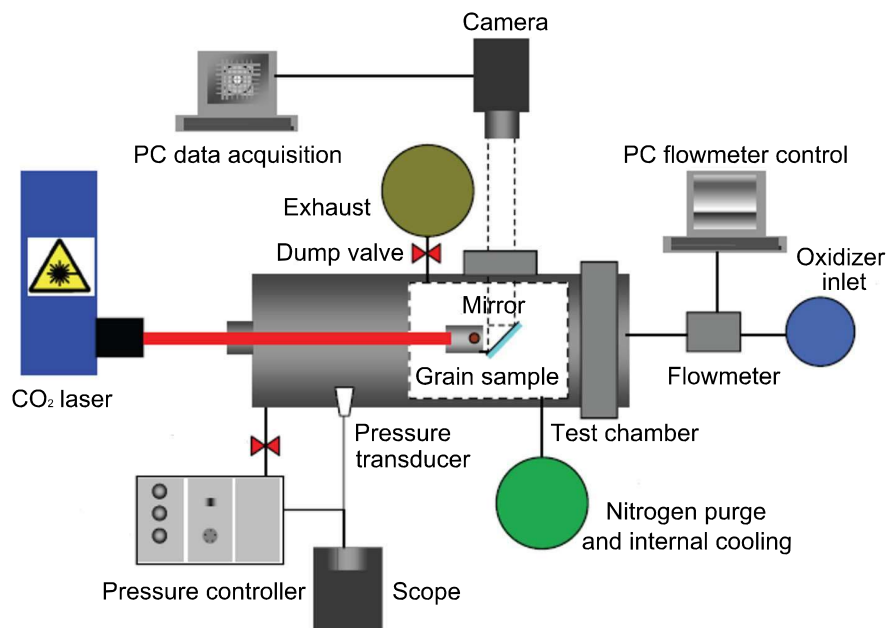 Camera
PC data acquisition
PC flowmeter control
Exhaust
Dump valve
Oxidizer
inlet
Mirror
Grain sample
Flowmeter
CO₂ laser
Pressure
transducer
Test chamber
Nitrogen purge
and internal cooling
Pressure controller
Scope